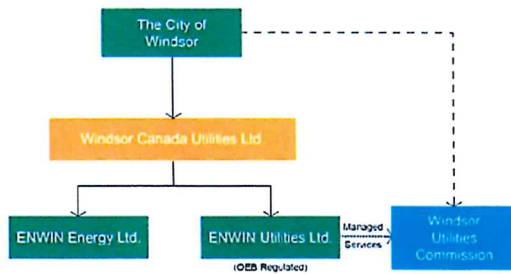 The City of
Windsor
Windsor Canada Utilities Ltd.
ENWIN Energy Ltd.
ENWIN Utilities Ltd.
(OEB Regulated)
Managed
Services
Windsor
Utilities
Commission